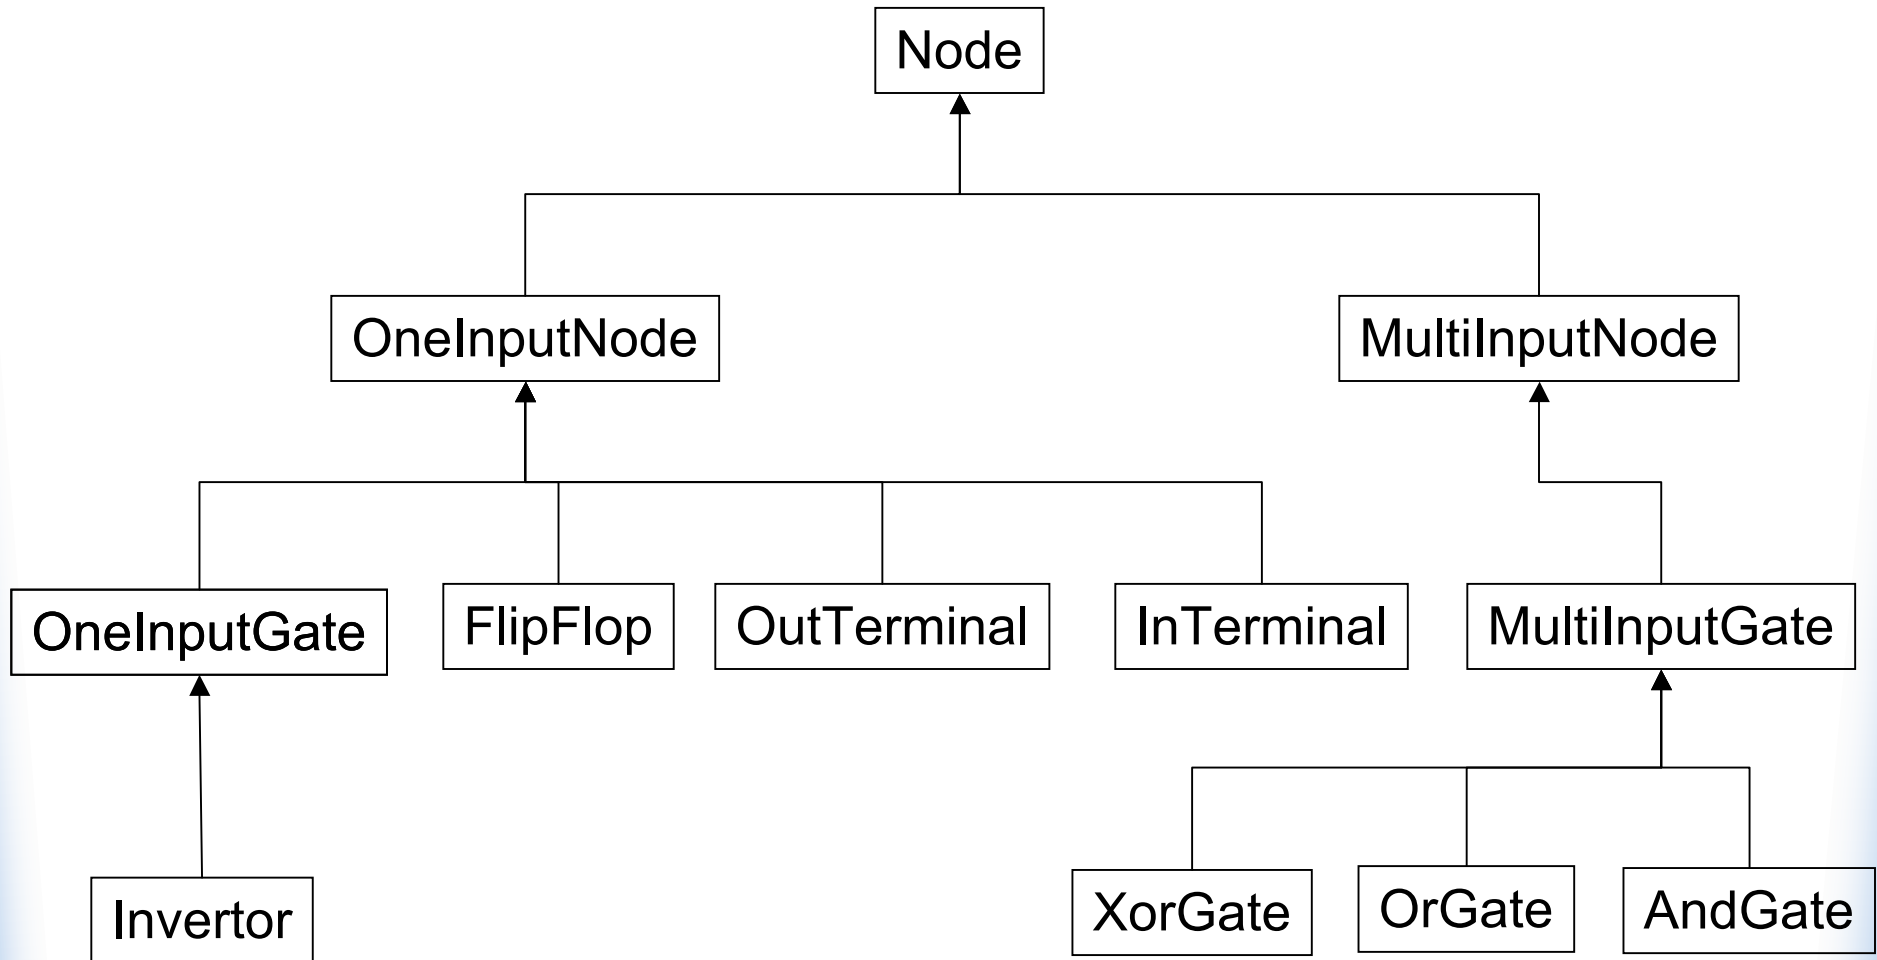 Node
OneInputNode
MultiInputNode
OneInputGate
FlipFlop
OutTerminal
InTerminal
MultiInputGate
Invertor
XorGate
OrGate
AndGate